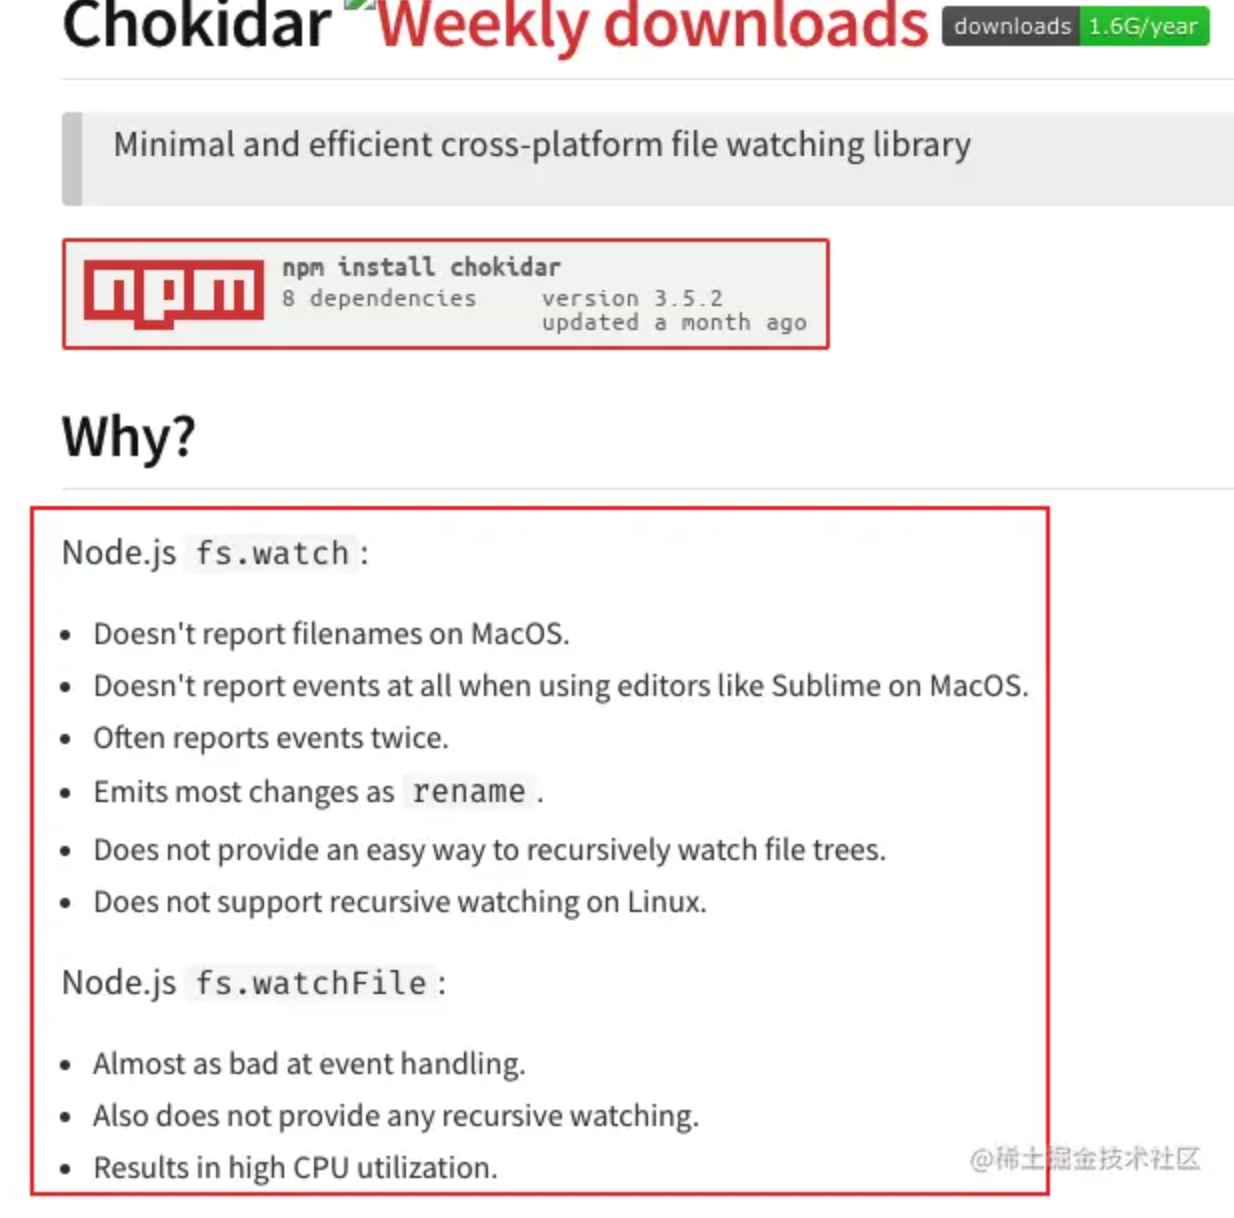 Chokidar Weekly downloads downloads 1.6G/year
Minimal and efficient cross-platform file watching library
npm npm install chokidar
8 dependencies version 3.5.2
updated a month ago
Why?
Node.js fs.watch:
• Doesn't report filenames on MacOS.
• Doesn't report events at all when using editors like Sublime on MacOS.
• Often reports events twice.
• Emits most changes as rename.
• Does not provide an easy way to recursively watch file trees.
• Does not support recursive watching on Linux.
Node.js fs.watchFile:
• Almost as bad at event handling.
• Also does not provide any recursive watching.
• Results in high CPU utilization.
@稀土掘金技术社区